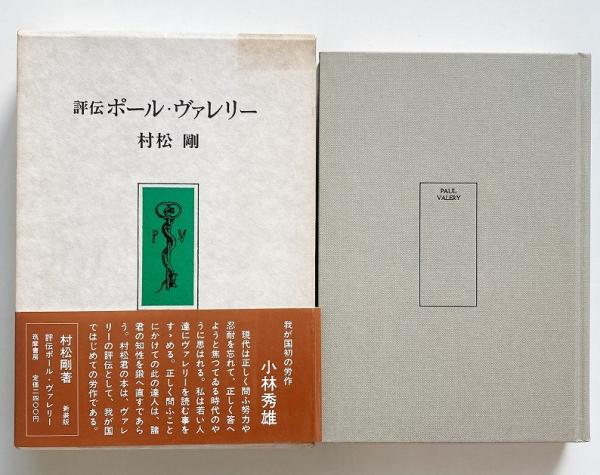 評伝 ポール・ヴァレリー
村松 剛
P V
我が国初の労作
小林秀雄
現代は正しく問ふ努力や
忍耐を忘れて、正しく答へ
ようと焦つてゐる時代のや
うに思はれる。私は若い人
達にヴァレリーを読む事を
すゝめる。正しく問ふこと
にかけての此の達人は、諸
君の知性を鍛へ直すであら
う。村松君の本は、ヴァレ
リーの評伝として、我が国
ではじめての労作である。
村松剛著 新装版
評伝ポール・ヴァレリー
筑摩書房 定価二四〇〇円
PAUL
VALERY